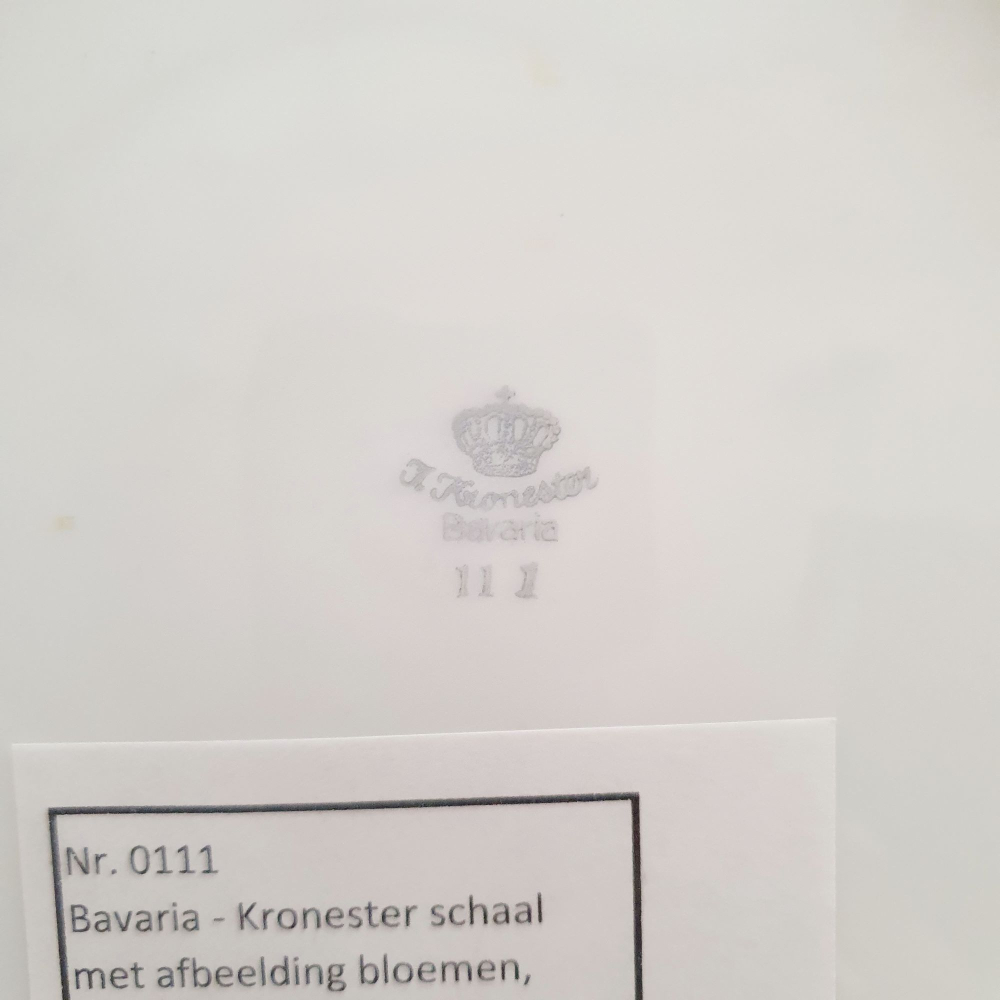 J. Kronester
Bavaria
11 1
Nr. 0111
Bavaria - Kronester schaal
met afbeelding bloemen,